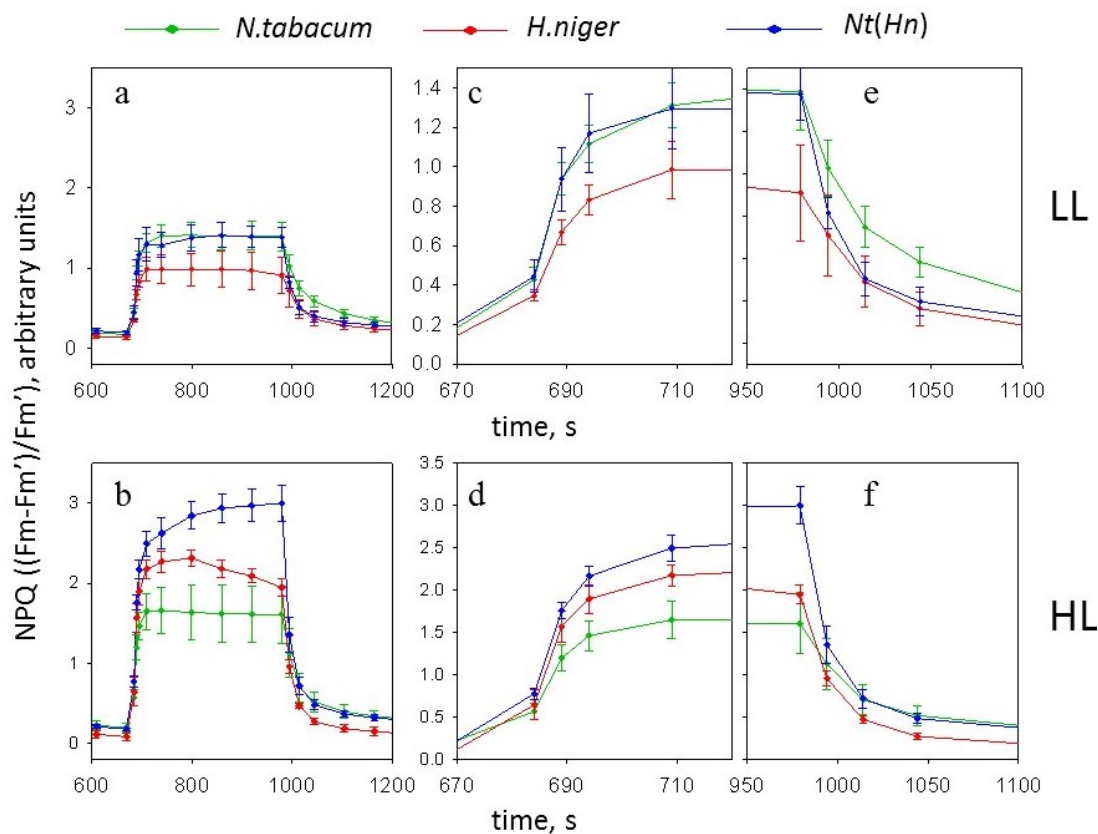 N.tabacum H.niger Nt(Hn)
NPQ ((Fm-Fm’)/Fm’), arbitrary units
a
3
2
1
0
600 800 1000 1200
c
1.4
1.2
1.0
0.8
0.6
0.4
0.2
0.0
670 690 710
e
950 1000 1050 1100
LL
time, s
b
3
2
1
0
600 800 1000 1200
d
3.5
3.0
2.5
2.0
1.5
1.0
0.5
0.0
670 690 710
f
950 1000 1050 1100
HL
time, s
time, s